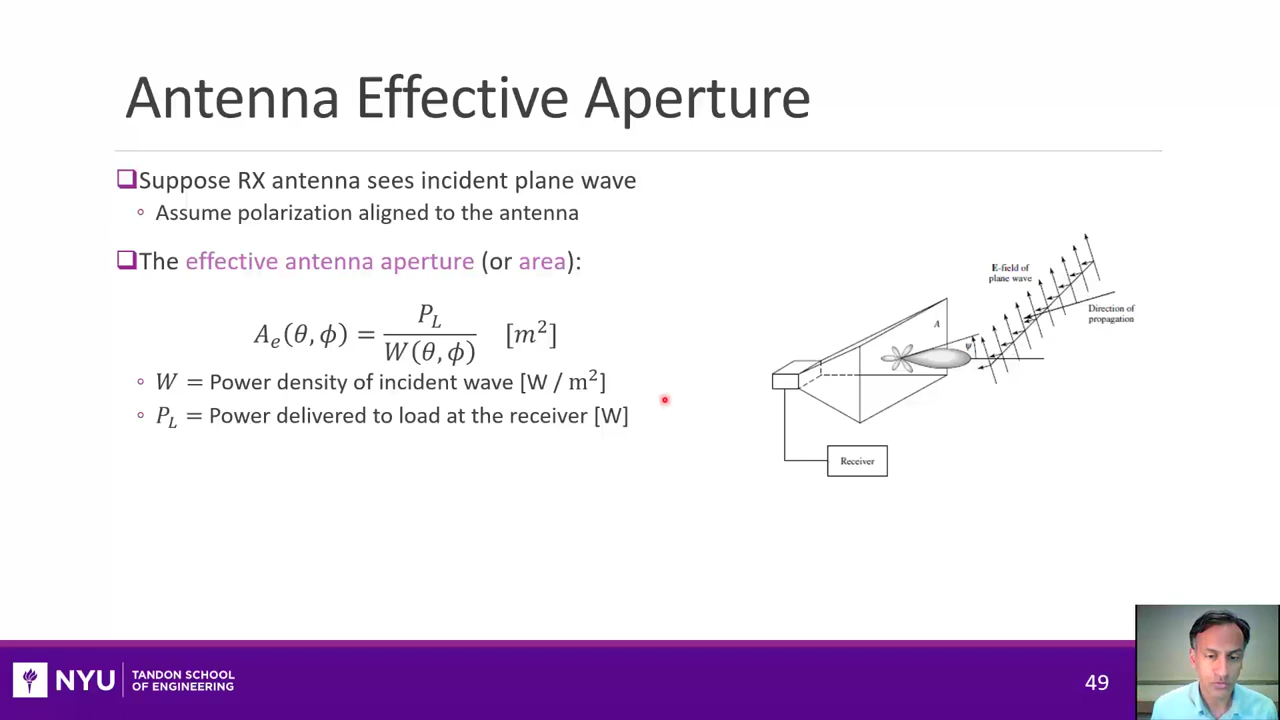 Antenna Effective Aperture
❑Suppose RX antenna sees incident plane wave
◦ Assume polarization aligned to the antenna
❑The effective antenna aperture (or area):
A_e(θ, ϕ) = P_L / W(θ, ϕ) [m²]
◦ W = Power density of incident wave [W / m²]
◦ P_L = Power delivered to load at the receiver [W]
E-field of
plane wave
Direction of
propagation
A
ψ
Receiver
NYU
TANDON SCHOOL
OF ENGINEERING
49